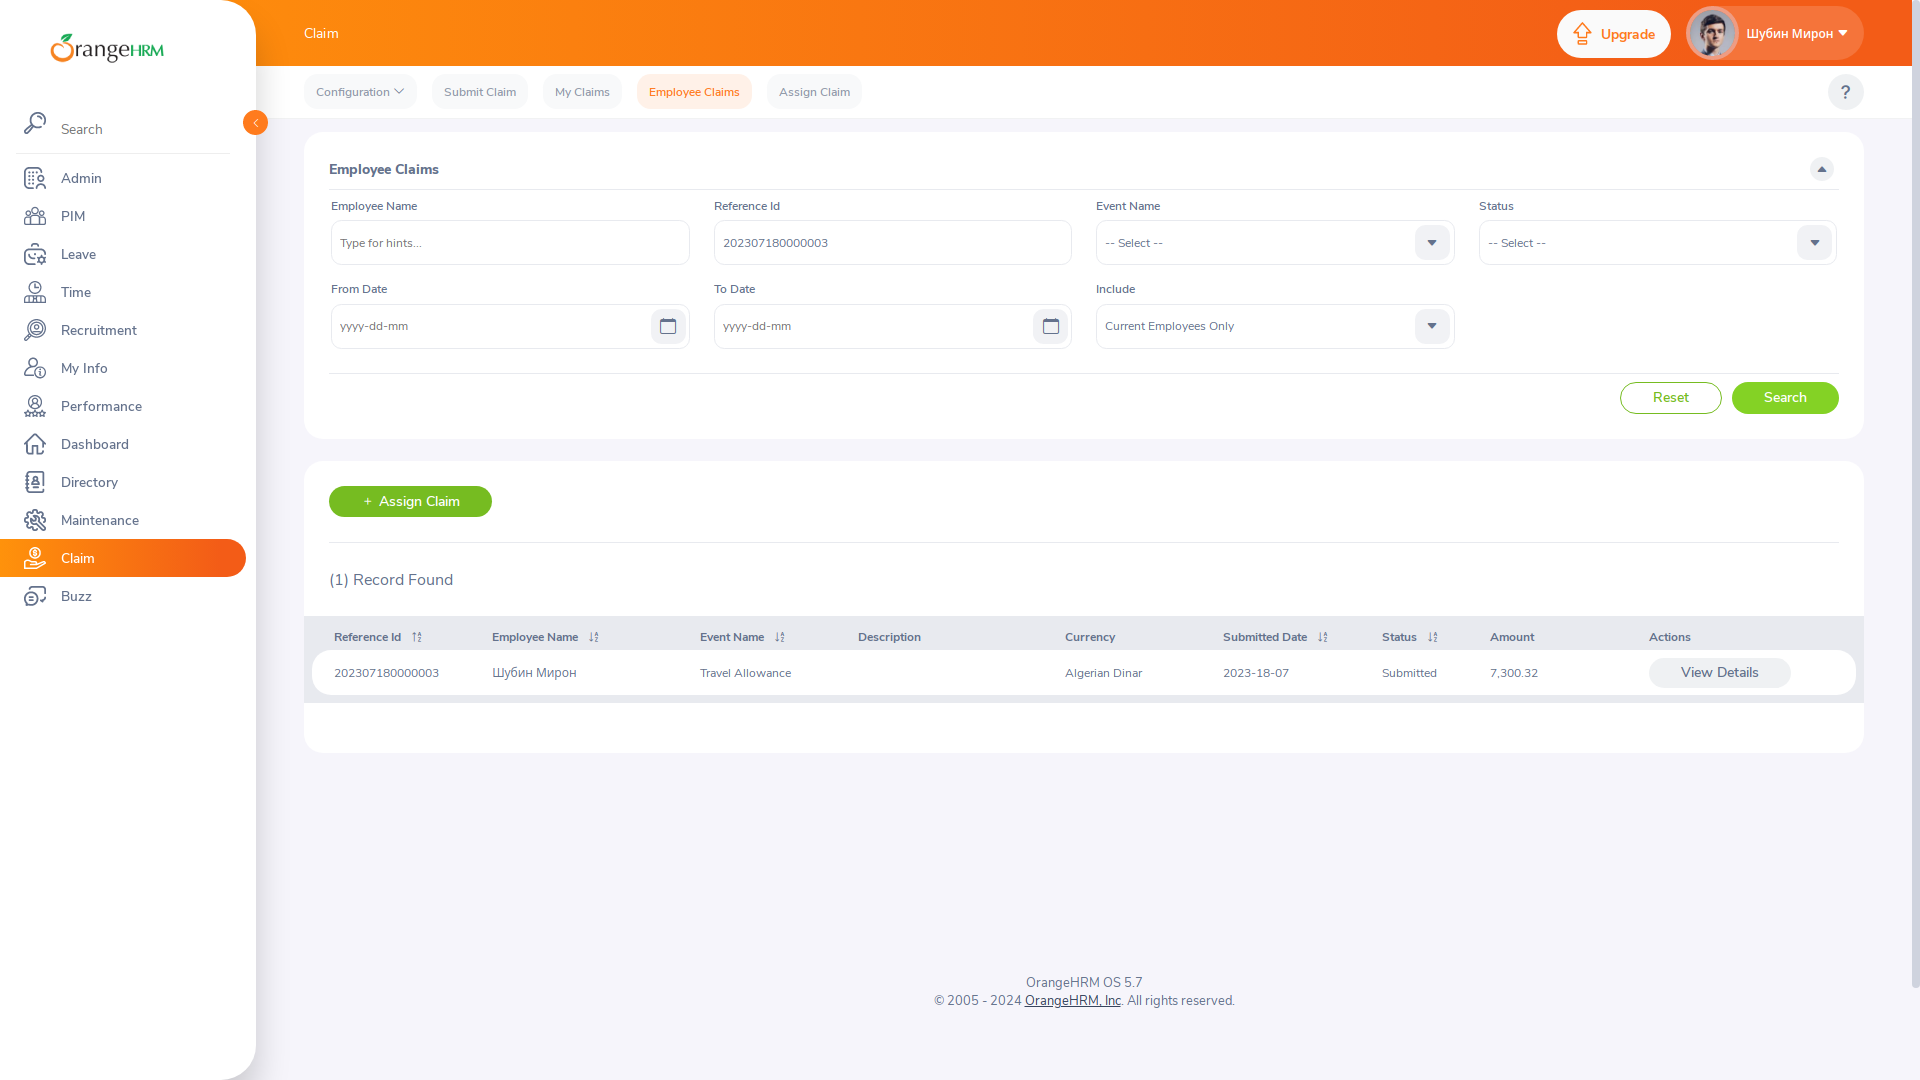 OrangeHRM
Claim
Upgrade
Шубин Мирон
Configuration
Submit Claim
My Claims
Employee Claims
Assign Claim
?
Search
Admin
PIM
Leave
Time
Recruitment
My Info
Performance
Dashboard
Directory
Maintenance
Claim
Buzz
Employee Claims
Employee Name
Reference Id
Event Name
Status
Type for hints...
202307180000003
-- Select --
-- Select --
From Date
To Date
Include
yyyy-dd-mm
yyyy-dd-mm
Current Employees Only
Reset
Search
+ Assign Claim
(1) Record Found
Reference Id
Employee Name
Event Name
Description
Currency
Submitted Date
Status
Amount
Actions
202307180000003
Шубин Мирон
Travel Allowance
Algerian Dinar
2023-18-07
Submitted
7,300.32
View Details
OrangeHRM OS 5.7
© 2005 - 2024 OrangeHRM, Inc. All rights reserved.